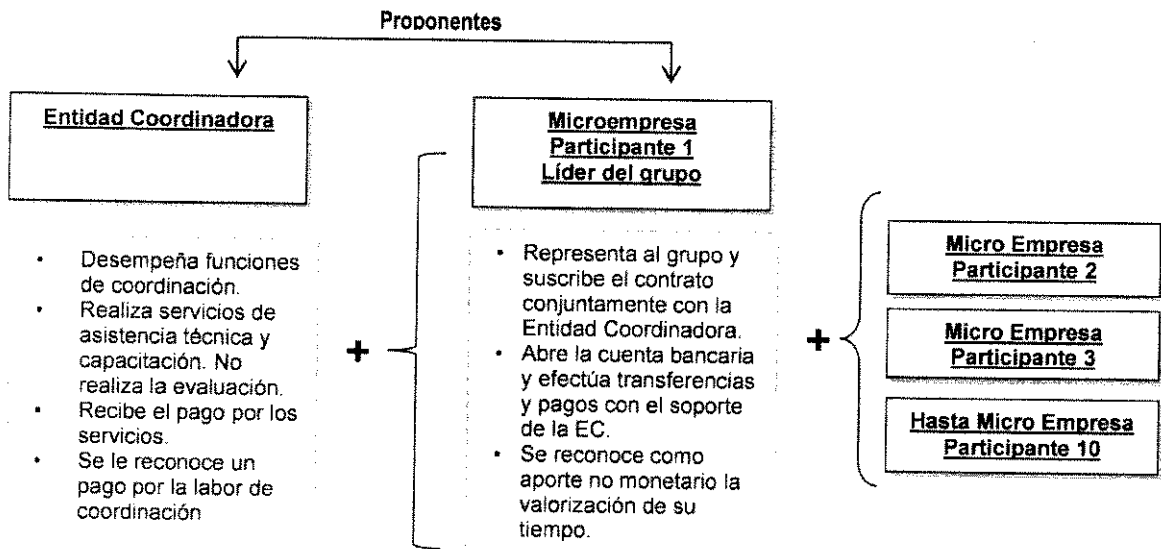 Proponentes
Entidad Coordinadora
• Desempeña funciones
de coordinación.
• Realiza servicios de
asistencia técnica y
capacitación. No
realiza la evaluación.
• Recibe el pago por los
servicios.
• Se le reconoce un
pago por la labor de
coordinación
+
Microempresa
Participante 1
Líder del grupo
• Representa al grupo y
suscribe el contrato
conjuntamente con la
Entidad Coordinadora.
• Abre la cuenta bancaria
y efectúa transferencias
y pagos con el soporte
de la EC.
• Se reconoce como
aporte no monetario la
valorización de su
tiempo.
+
Micro Empresa
Participante 2
Micro Empresa
Participante 3
Hasta Micro Empresa
Participante 10